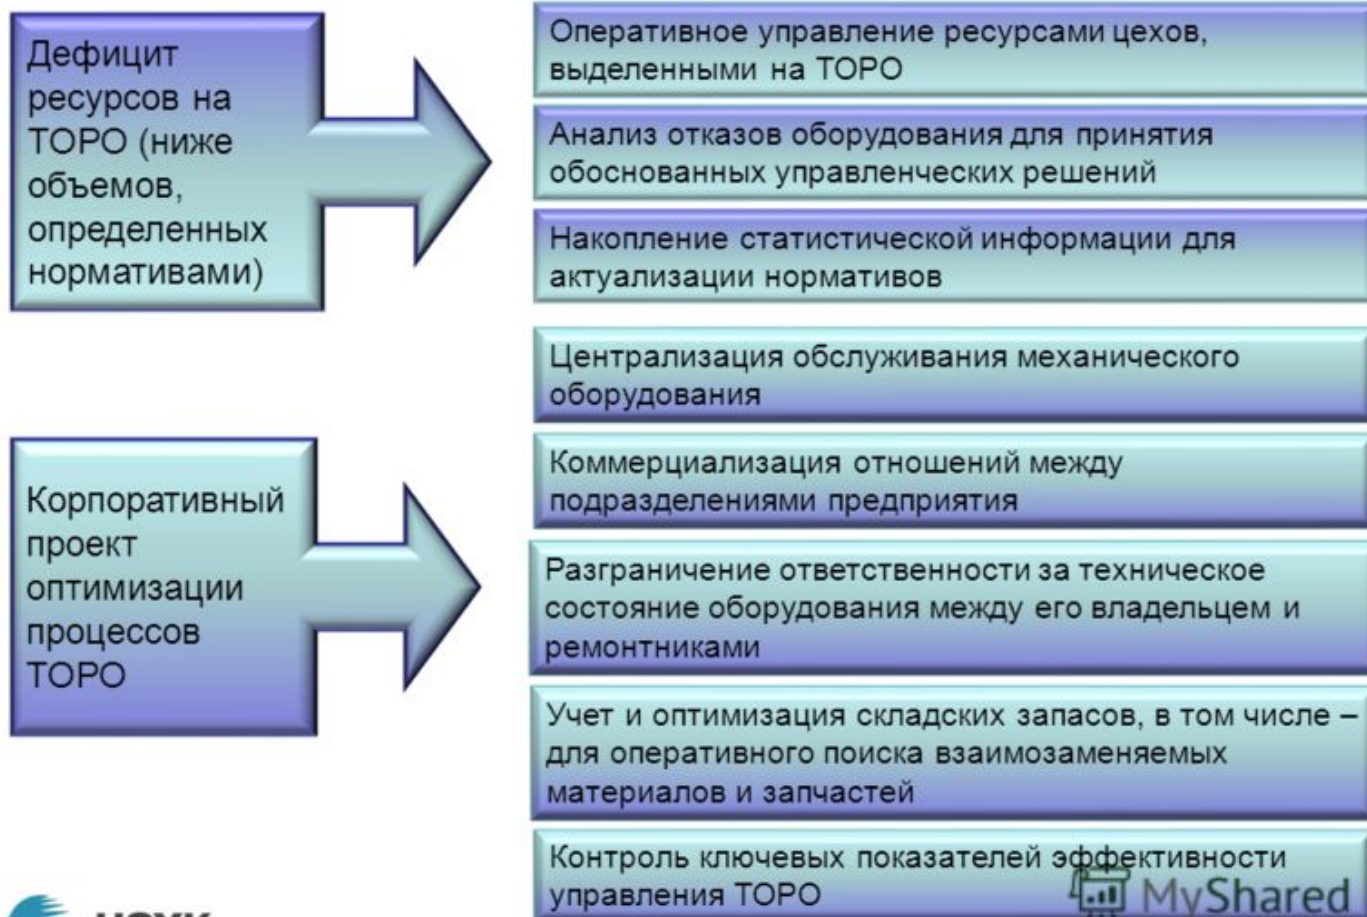 Дефицит
ресурсов на
ТОРО (ниже
объемов,
определенных
нормативами)
Оперативное управление ресурсами цехов,
выделенными на ТОРО
Анализ отказов оборудования для принятия
обоснованных управленческих решений
Накопление статистической информации для
актуализации нормативов
Корпоративный
проект
оптимизации
процессов
ТОРО
Централизация обслуживания механического
оборудования
Коммерциализация отношений между
подразделениями предприятия
Разграничение ответственности за техническое
состояние оборудования между его владельцем и
ремонтниками
Учет и оптимизация складских запасов, в том числе –
для оперативного поиска взаимозаменяемых
материалов и запчастей
Контроль ключевых показателей эффективности
управления ТОРО
MyShared